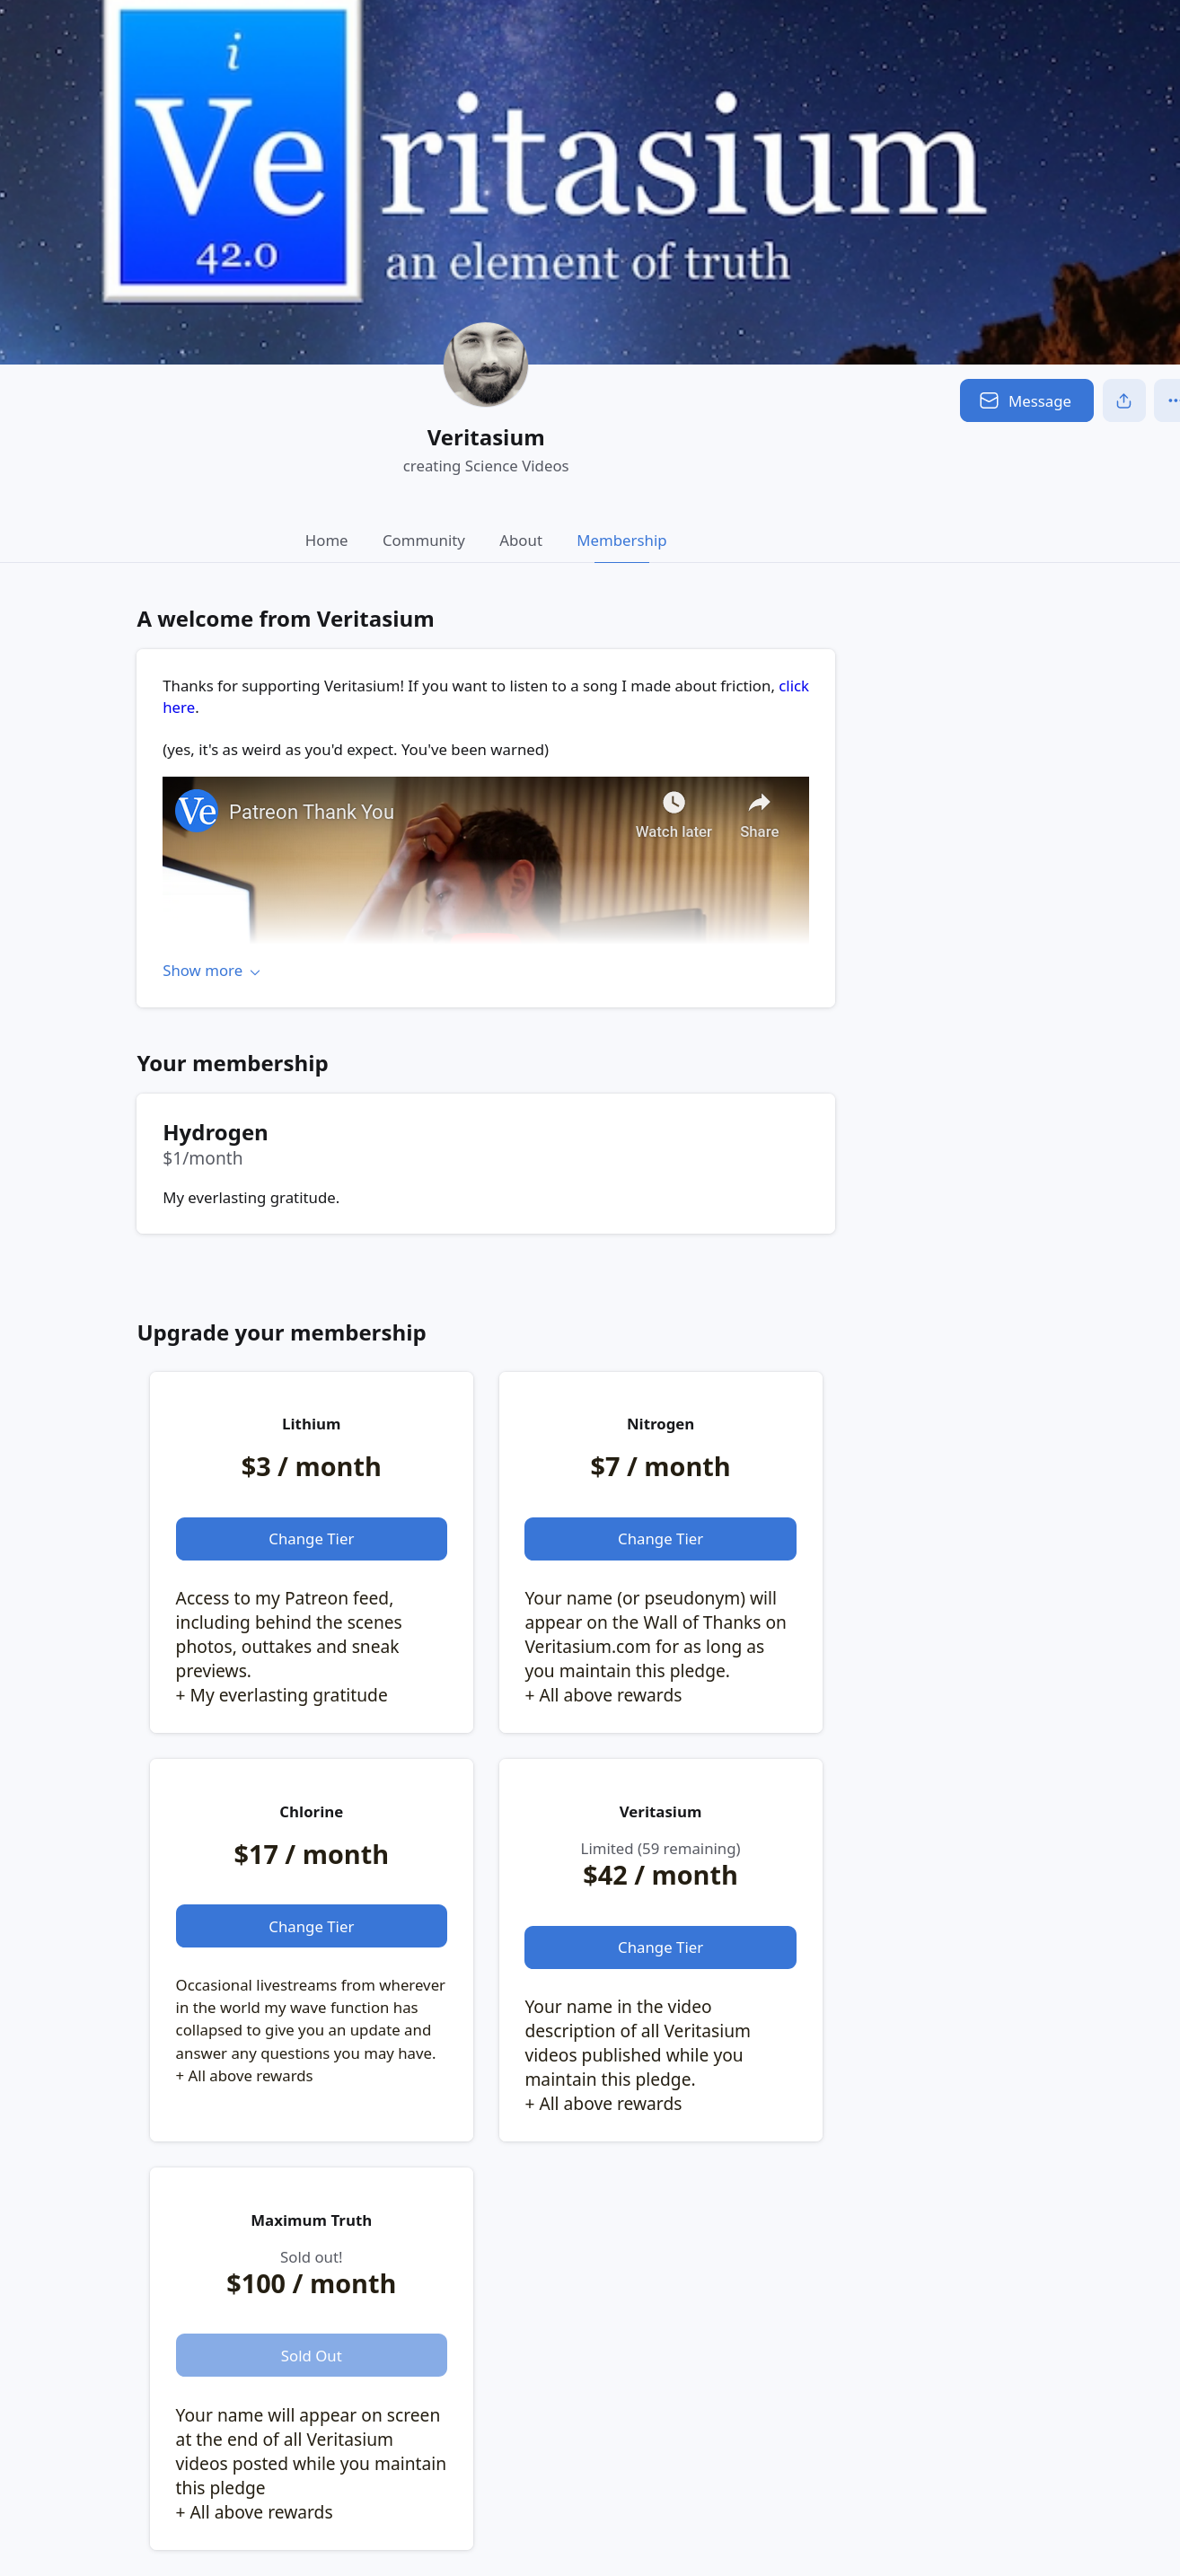 i
Ve ritasium
42.0
an element of truth
Message
Veritasium
creating Science Videos
Home Community About Membership
A welcome from Veritasium
Thanks for supporting Veritasium! If you want to listen to a song I made about friction, click
here.
(yes, it's as weird as you'd expect. You've been warned)
Ve Patreon Thank You
Watch later Share
Show more
Your membership
Hydrogen
$1/month
My everlasting gratitude.
Upgrade your membership
Lithium
$3 / month
Change Tier
Access to my Patreon feed,
including behind the scenes
photos, outtakes and sneak
previews.
+ My everlasting gratitude
Nitrogen
$7 / month
Change Tier
Your name (or pseudonym) will
appear on the Wall of Thanks on
Veritasium.com for as long as
you maintain this pledge.
+ All above rewards
Chlorine
$17 / month
Change Tier
Occasional livestreams from wherever
in the world my wave function has
collapsed to give you an update and
answer any questions you may have.
+ All above rewards
Veritasium
Limited (59 remaining)
$42 / month
Change Tier
Your name in the video
description of all Veritasium
videos published while you
maintain this pledge.
+ All above rewards
Maximum Truth
Sold out!
$100 / month
Sold Out
Your name will appear on screen
at the end of all Veritasium
videos posted while you maintain
this pledge
+ All above rewards